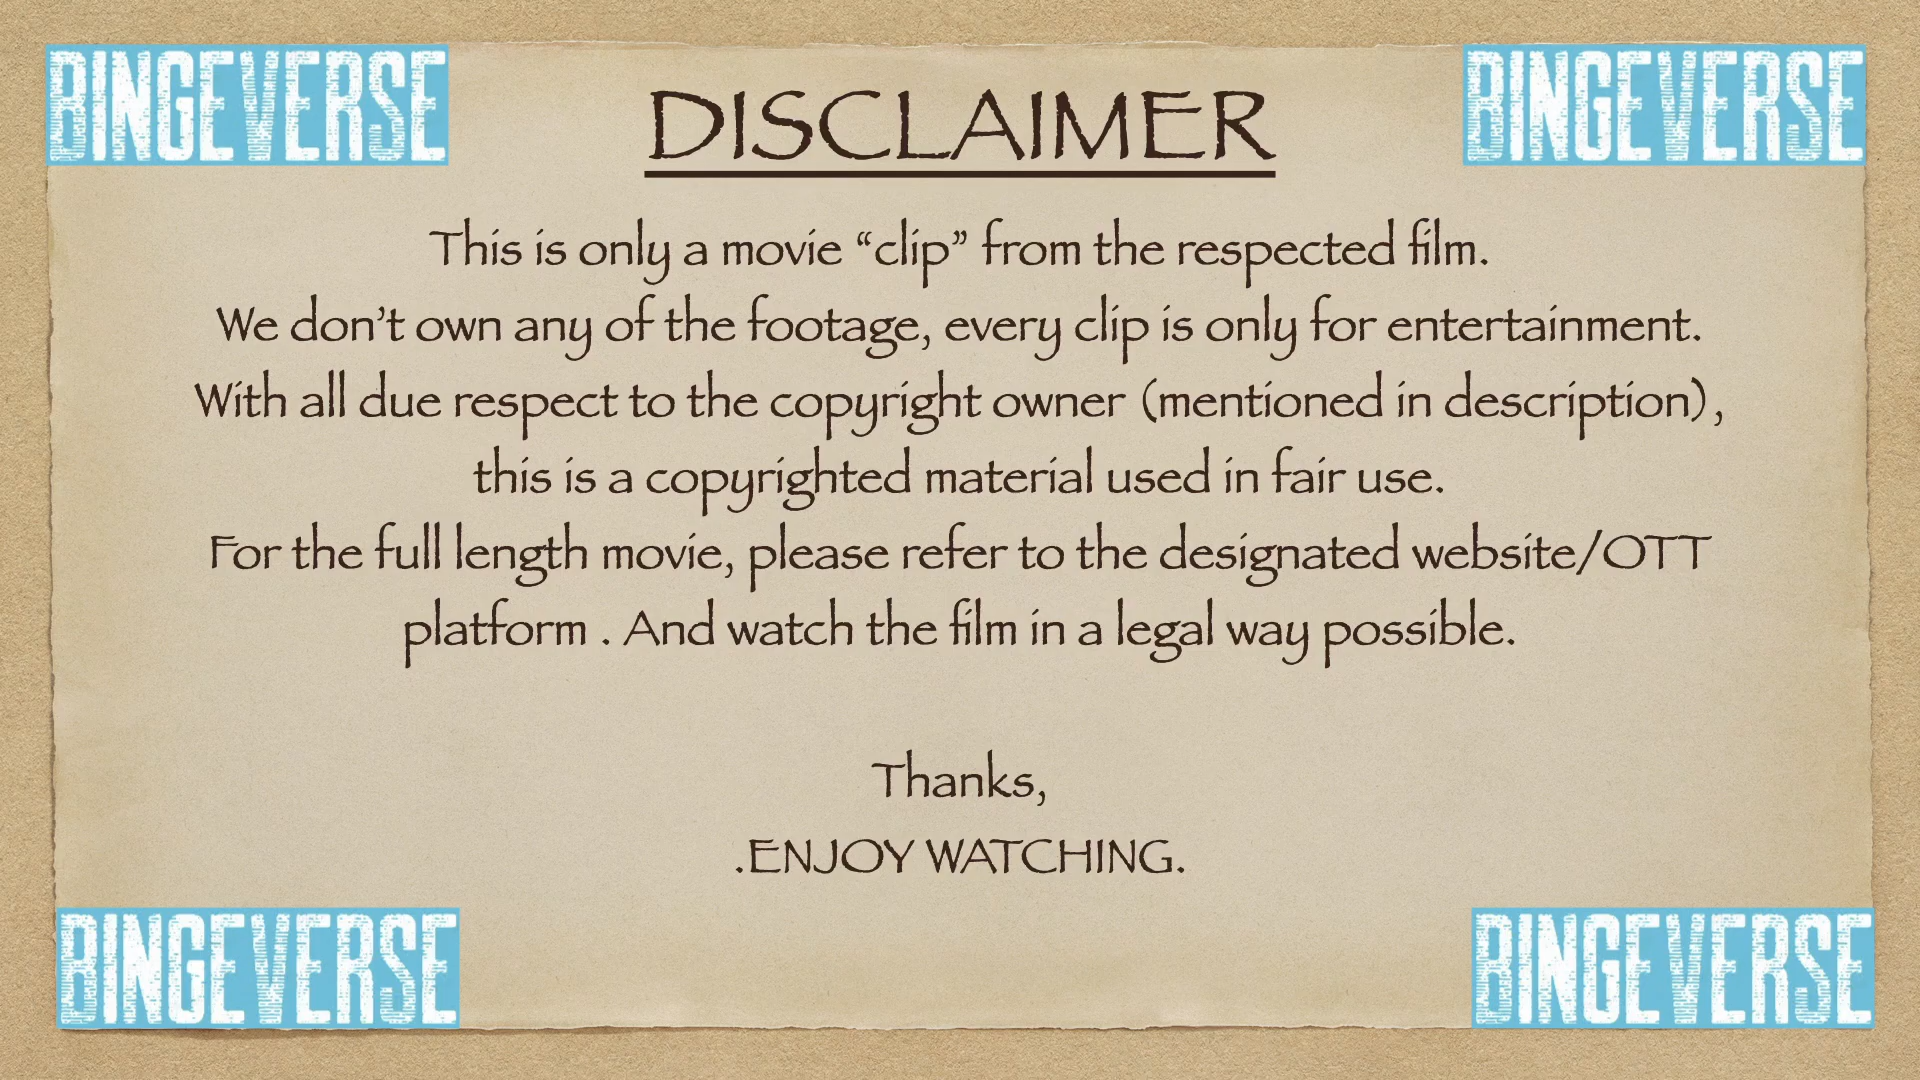 BINGEVERSE
BINGEVERSE
DISCLAIMER
This is only a movie “clip” from the respected film.
We don’t own any of the footage, every clip is only for entertainment.
With all due respect to the copyright owner (mentioned in description),
this is a copyrighted material used in fair use.
For the full length movie, please refer to the designated website/OTT
platform . And watch the film in a legal way possible.
Thanks,
.ENJOY WATCHING.
BINGEVERSE
BINGEVERSE